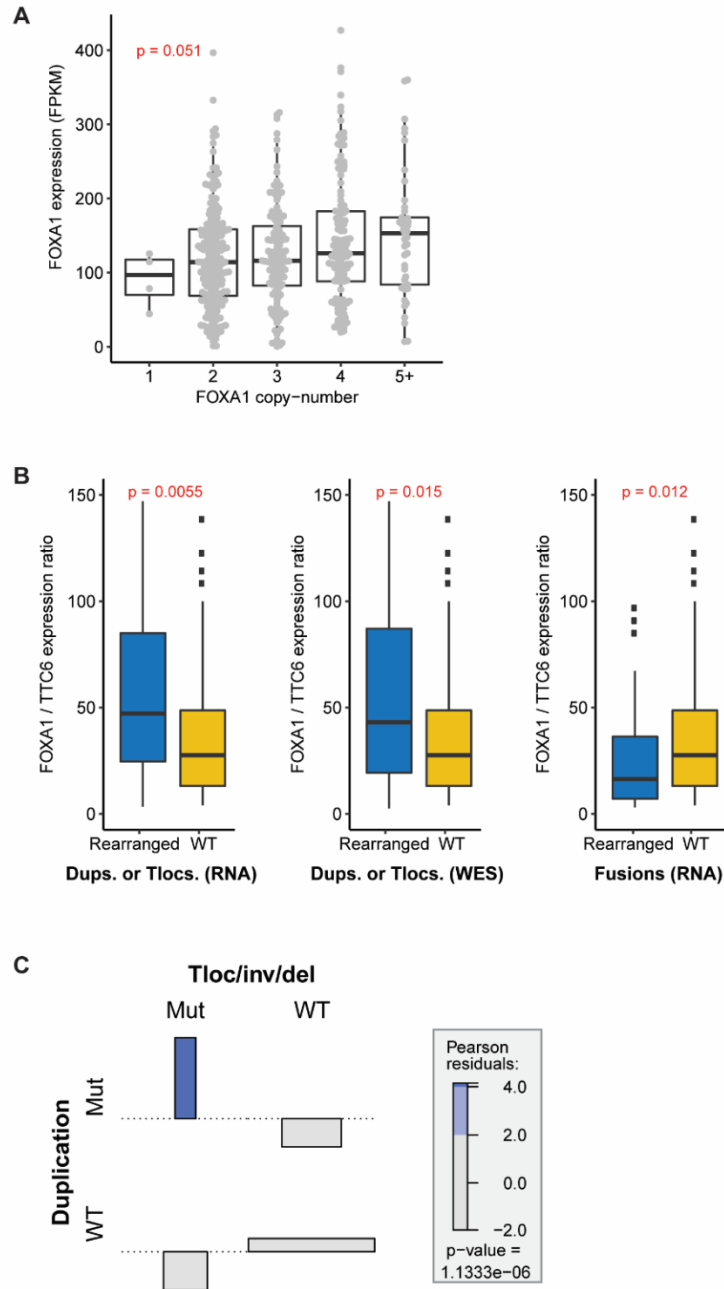 A
p = 0.051
FOXA1 expression (FPKM)
400
300
200
100
0
1 2 3 4 5+
FOXA1 copy−number
B
p = 0.0055
FOXA1 / TTC6 expression ratio
150
100
50
0
Rearranged WT
Dups. or Tlocs. (RNA)
p = 0.015
FOXA1 / TTC6 expression ratio
150
100
50
0
Rearranged WT
Dups. or Tlocs. (WES)
p = 0.012
FOXA1 / TTC6 expression ratio
150
100
50
0
Rearranged WT
Fusions (RNA)
C
Tloc/inv/del
Mut WT
Duplication
Mut
WT
Pearson
residuals:
4.0
2.0
0.0
−2.0
p−value =
1.1333e−06